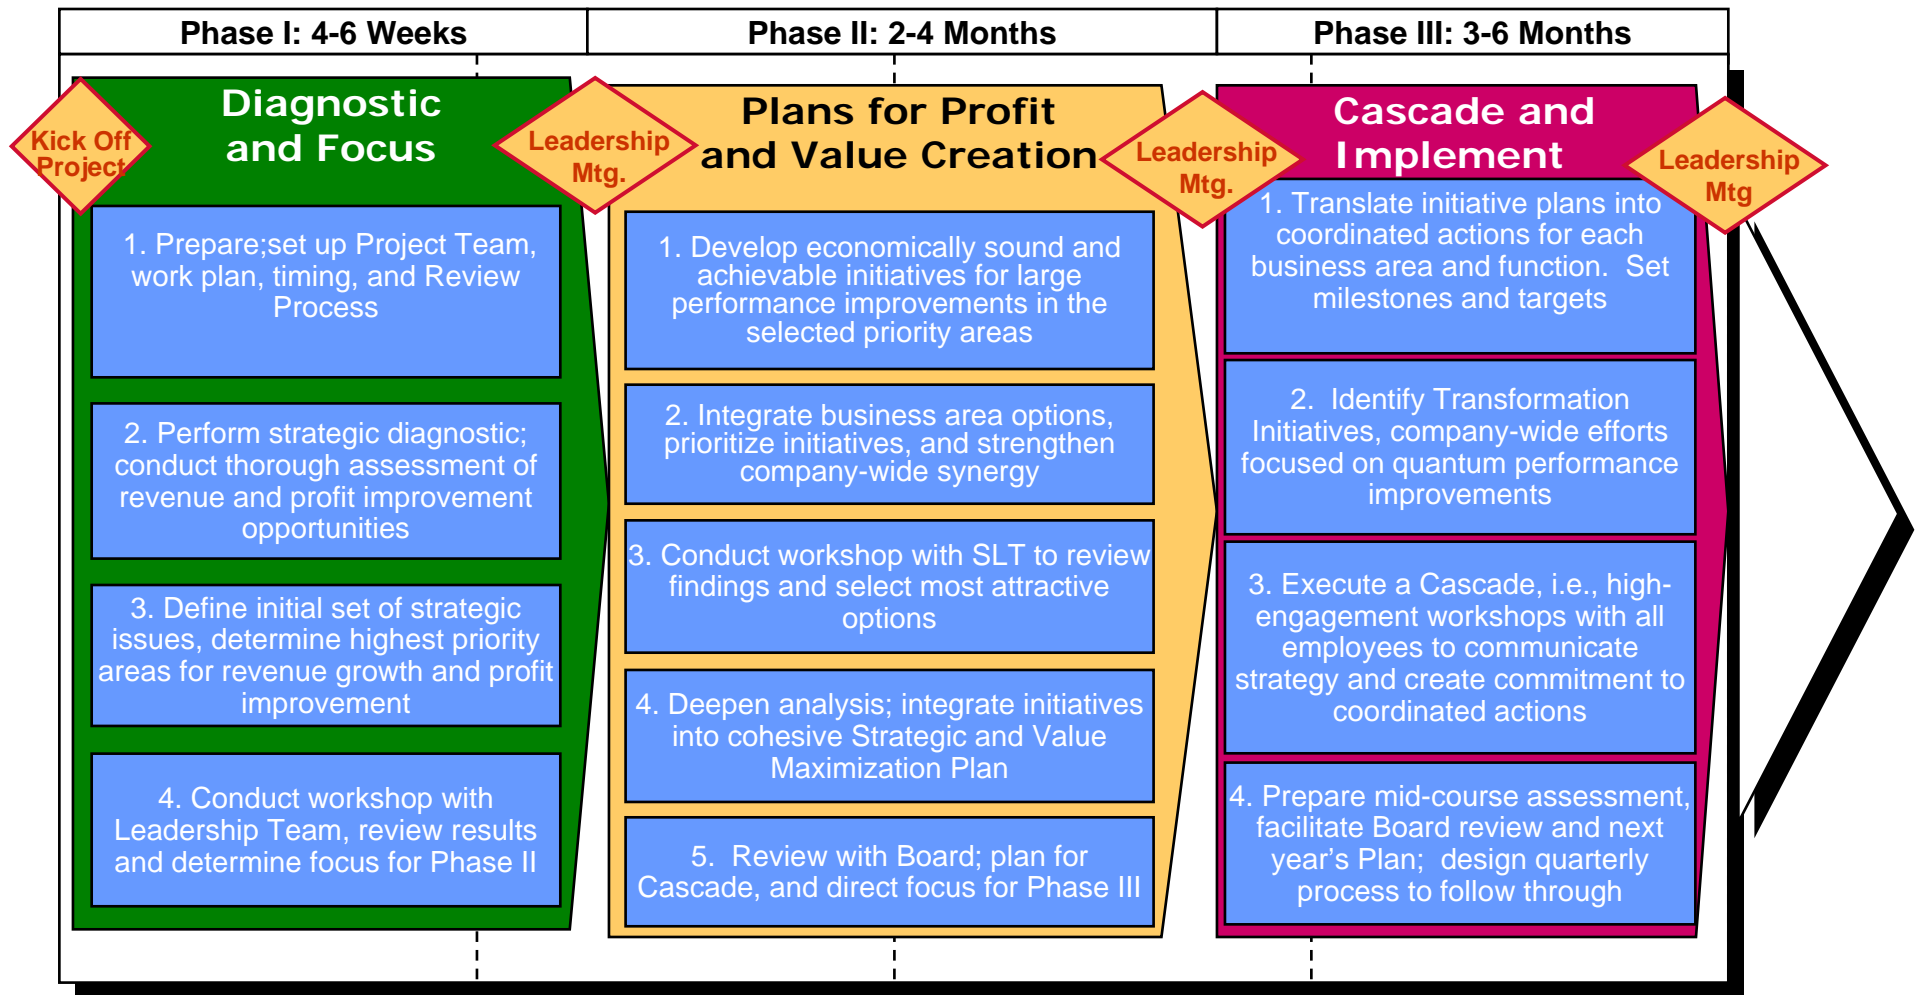 Phase I: 4-6 Weeks
Phase II: 2-4 Months
Phase III: 3-6 Months
Kick Off
Project
Diagnostic
and Focus
1. Prepare;set up Project Team,
work plan, timing, and Review
Process
2. Perform strategic diagnostic;
conduct thorough assessment of
revenue and profit improvement
opportunities
3. Define initial set of strategic
issues, determine highest priority
areas for revenue growth and profit
improvement
4. Conduct workshop with
Leadership Team, review results
and determine focus for Phase II
Leadership
Mtg.
Plans for Profit
and Value Creation
1. Develop economically sound and
achievable initiatives for large
performance improvements in the
selected priority areas
2. Integrate business area options,
prioritize initiatives, and strengthen
company-wide synergy
3. Conduct workshop with SLT to review
findings and select most attractive
options
4. Deepen analysis; integrate initiatives
into cohesive Strategic and Value
Maximization Plan
5.  Review with Board; plan for
Cascade, and direct focus for Phase III
Leadership
Mtg.
Cascade and
Implement
1. Translate initiative plans into
coordinated actions for each
business area and function.  Set
milestones and targets
2.  Identify Transformation
Initiatives, company-wide efforts
focused on quantum performance
improvements
3. Execute a Cascade, i.e., high-
engagement workshops with all
employees to communicate
strategy and create commitment to
coordinated actions
4. Prepare mid-course assessment,
facilitate Board review and next
year’s Plan;  design quarterly
process to follow through
Leadership
Mtg